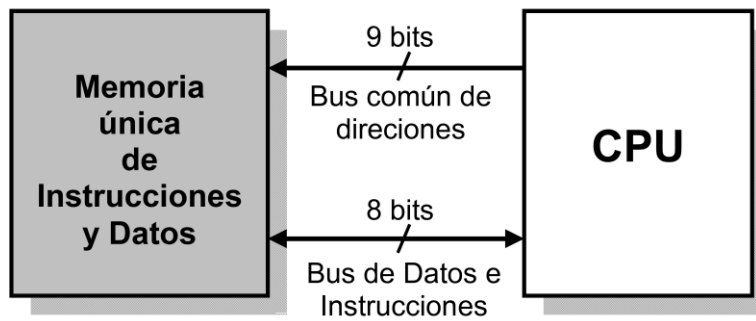 Memoria
única
de
Instrucciones
y Datos
9 bits
Bus común de
direciones
8 bits
Bus de Datos e
Instrucciones
CPU